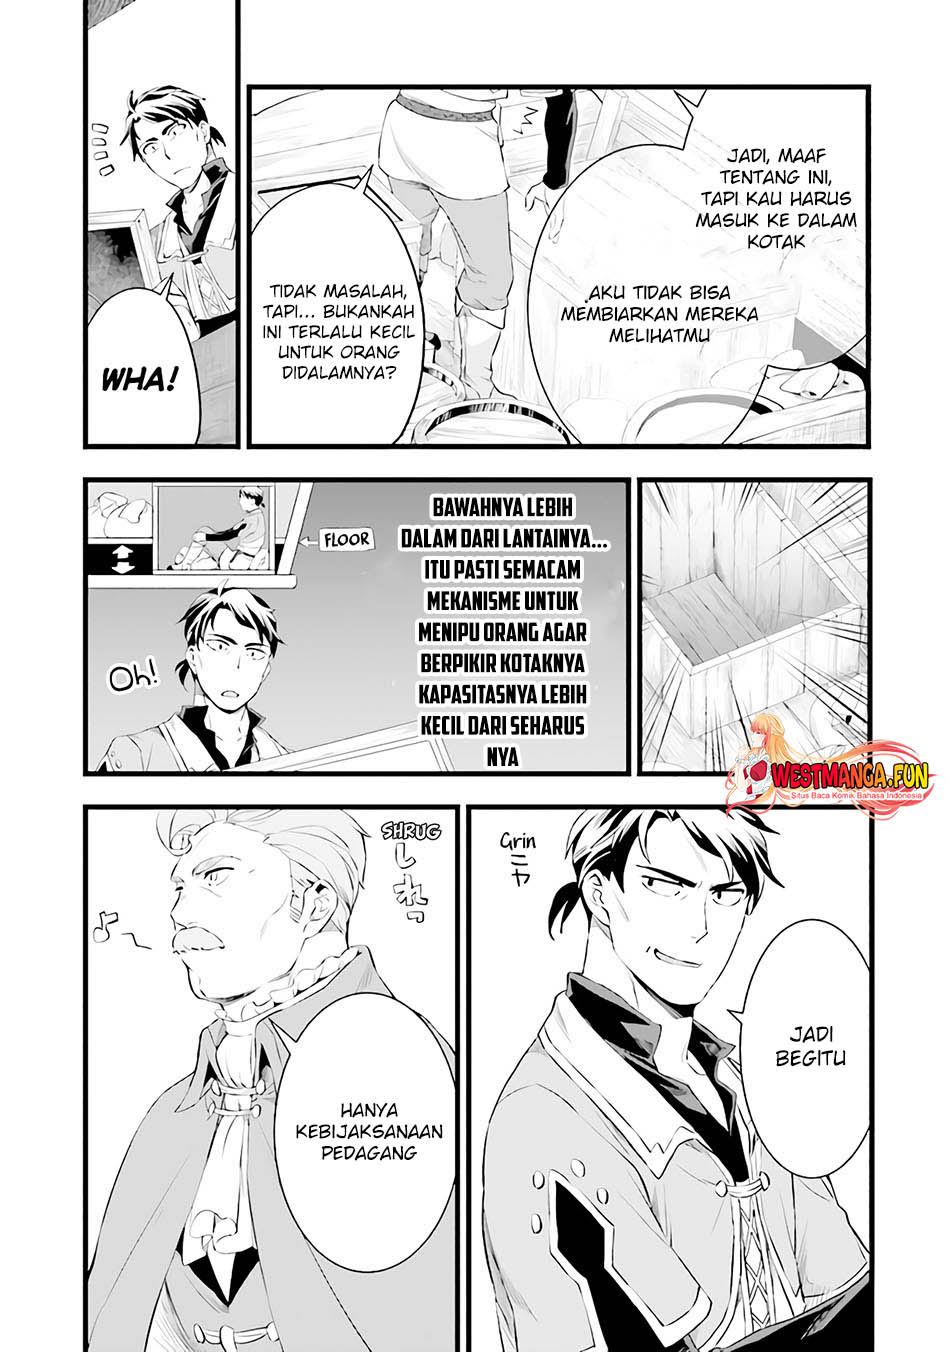 JADI, MAAF
TENTANG INI,
TAPI KAU HARUS
MASUK KE DALAM
KOTAK
AKU TIDAK BISA
MEMBIARKAN MEREKA
MELIHATMU
TIDAK MASALAH,
TAPI... BUKANKAH
INI TERLALU KECIL
UNTUK ORANG
DIDALAMNYA?
WHA!
BAWAHNYA LEBIH
DALAM DARI LANTAINYA...
ITU PASTI SEMACAM
MEKANISME UNTUK
MENIPU ORANG AGAR
BERPIKIR KOTAKNYA
KAPASITASNYA LEBIH
KECIL DARI SEHARUS
NYA
FLOOR
Oh!
WESTMANGA.FUN
Situs Baca Komik Bahasa Indonesia
Grin
ニヤ
JADI
BEGITU
SHRUG
しれっ
HANYA
KEBIJAKSANAAN
PEDAGANG